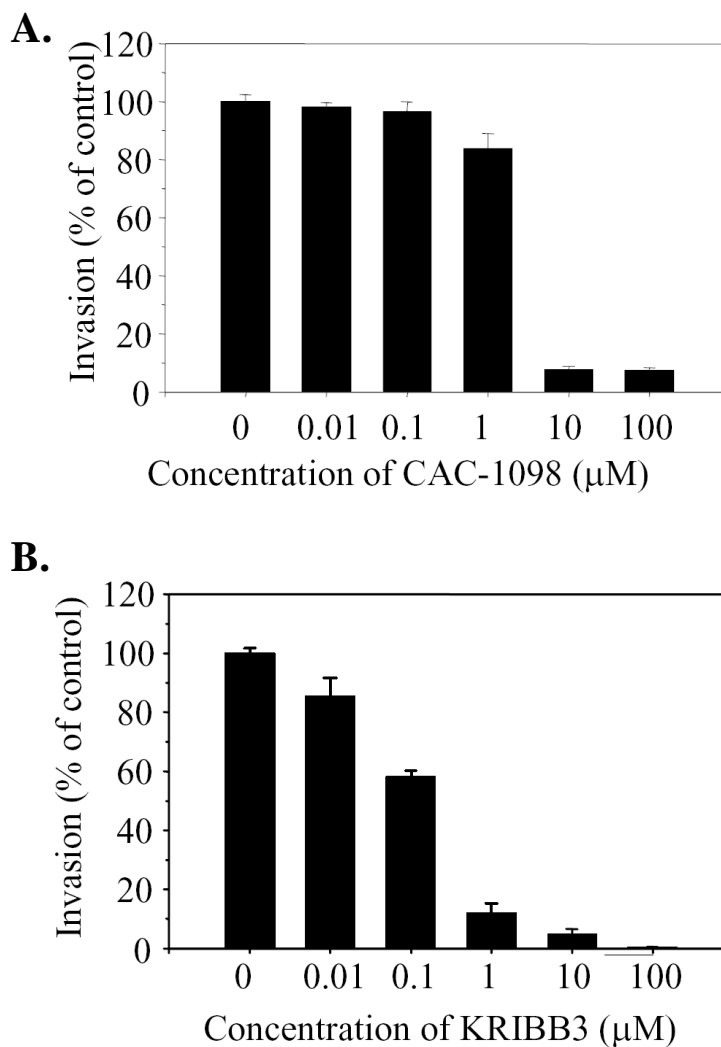 A.
Invasion (% of control)
120
100
80
60
40
20
0
0 0.01 0.1 1 10 100
Concentration of CAC-1098 (μM)
B.
Invasion (% of control)
120
100
80
60
40
20
0
0 0.01 0.1 1 10 100
Concentration of KRIBB3 (μM)